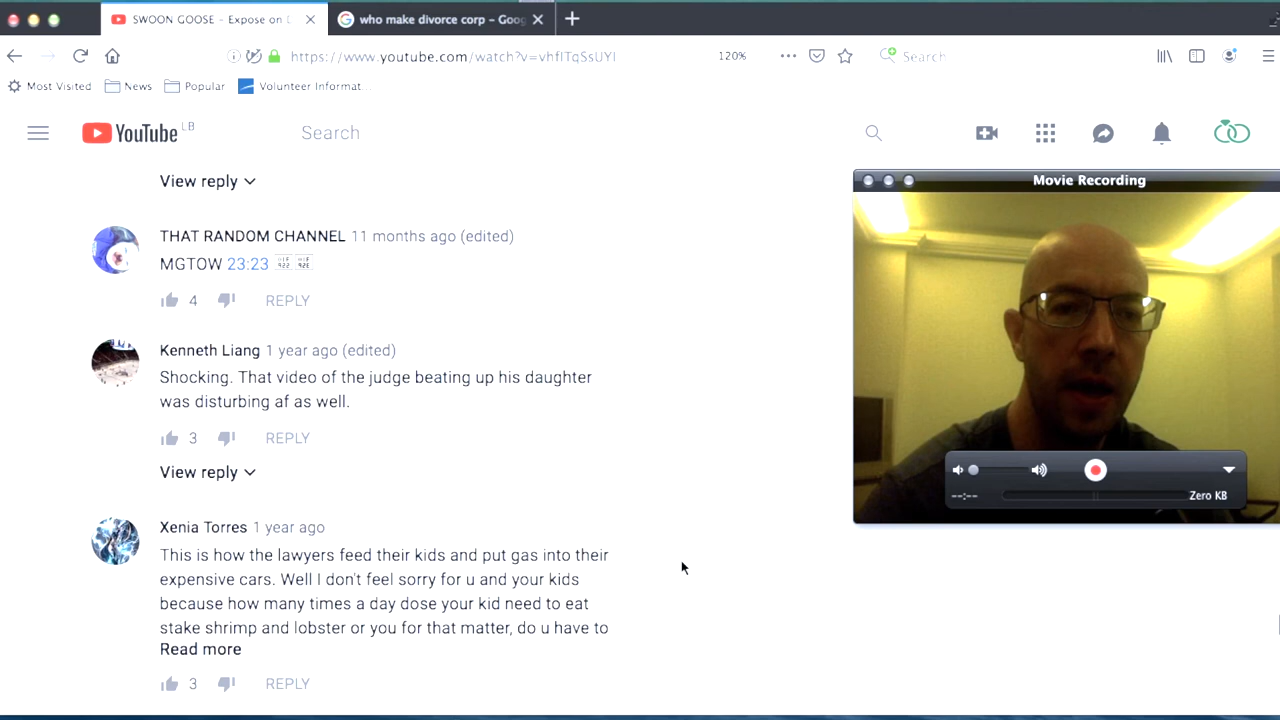 SWOON GOOSE - Expose on D
who make divorce corp - Goog
https://www.youtube.com/watch?v=vhfITqSsUYI
120%
Search
Most Visited
News
Popular
Volunteer Informat...
YouTube LB
Search
View reply
Movie Recording
THAT RANDOM CHANNEL 11 months ago (edited)
MGTOW 23:23
4 REPLY
Kenneth Liang 1 year ago (edited)
Shocking. That video of the judge beating up his daughter
was disturbing af as well.
3 REPLY
View reply
--:--
Zero KB
Xenia Torres 1 year ago
This is how the lawyers feed their kids and put gas into their
expensive cars. Well I don't feel sorry for u and your kids
because how many times a day dose your kid need to eat
stake shrimp and lobster or you for that matter, do u have to
Read more
3 REPLY